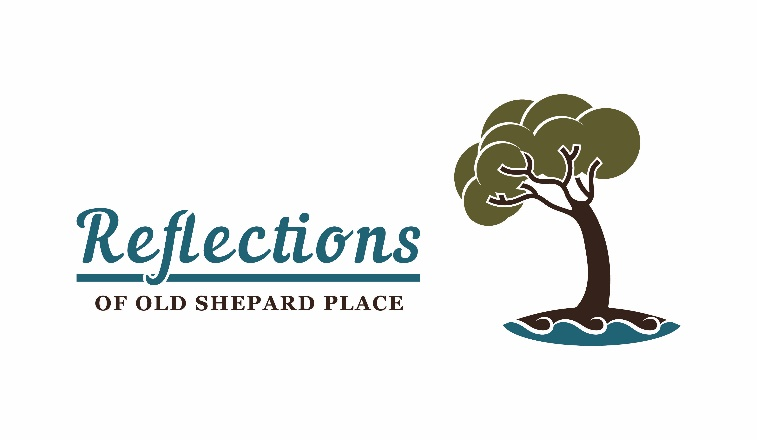 Reflections
OF OLD SHEPARD PLACE